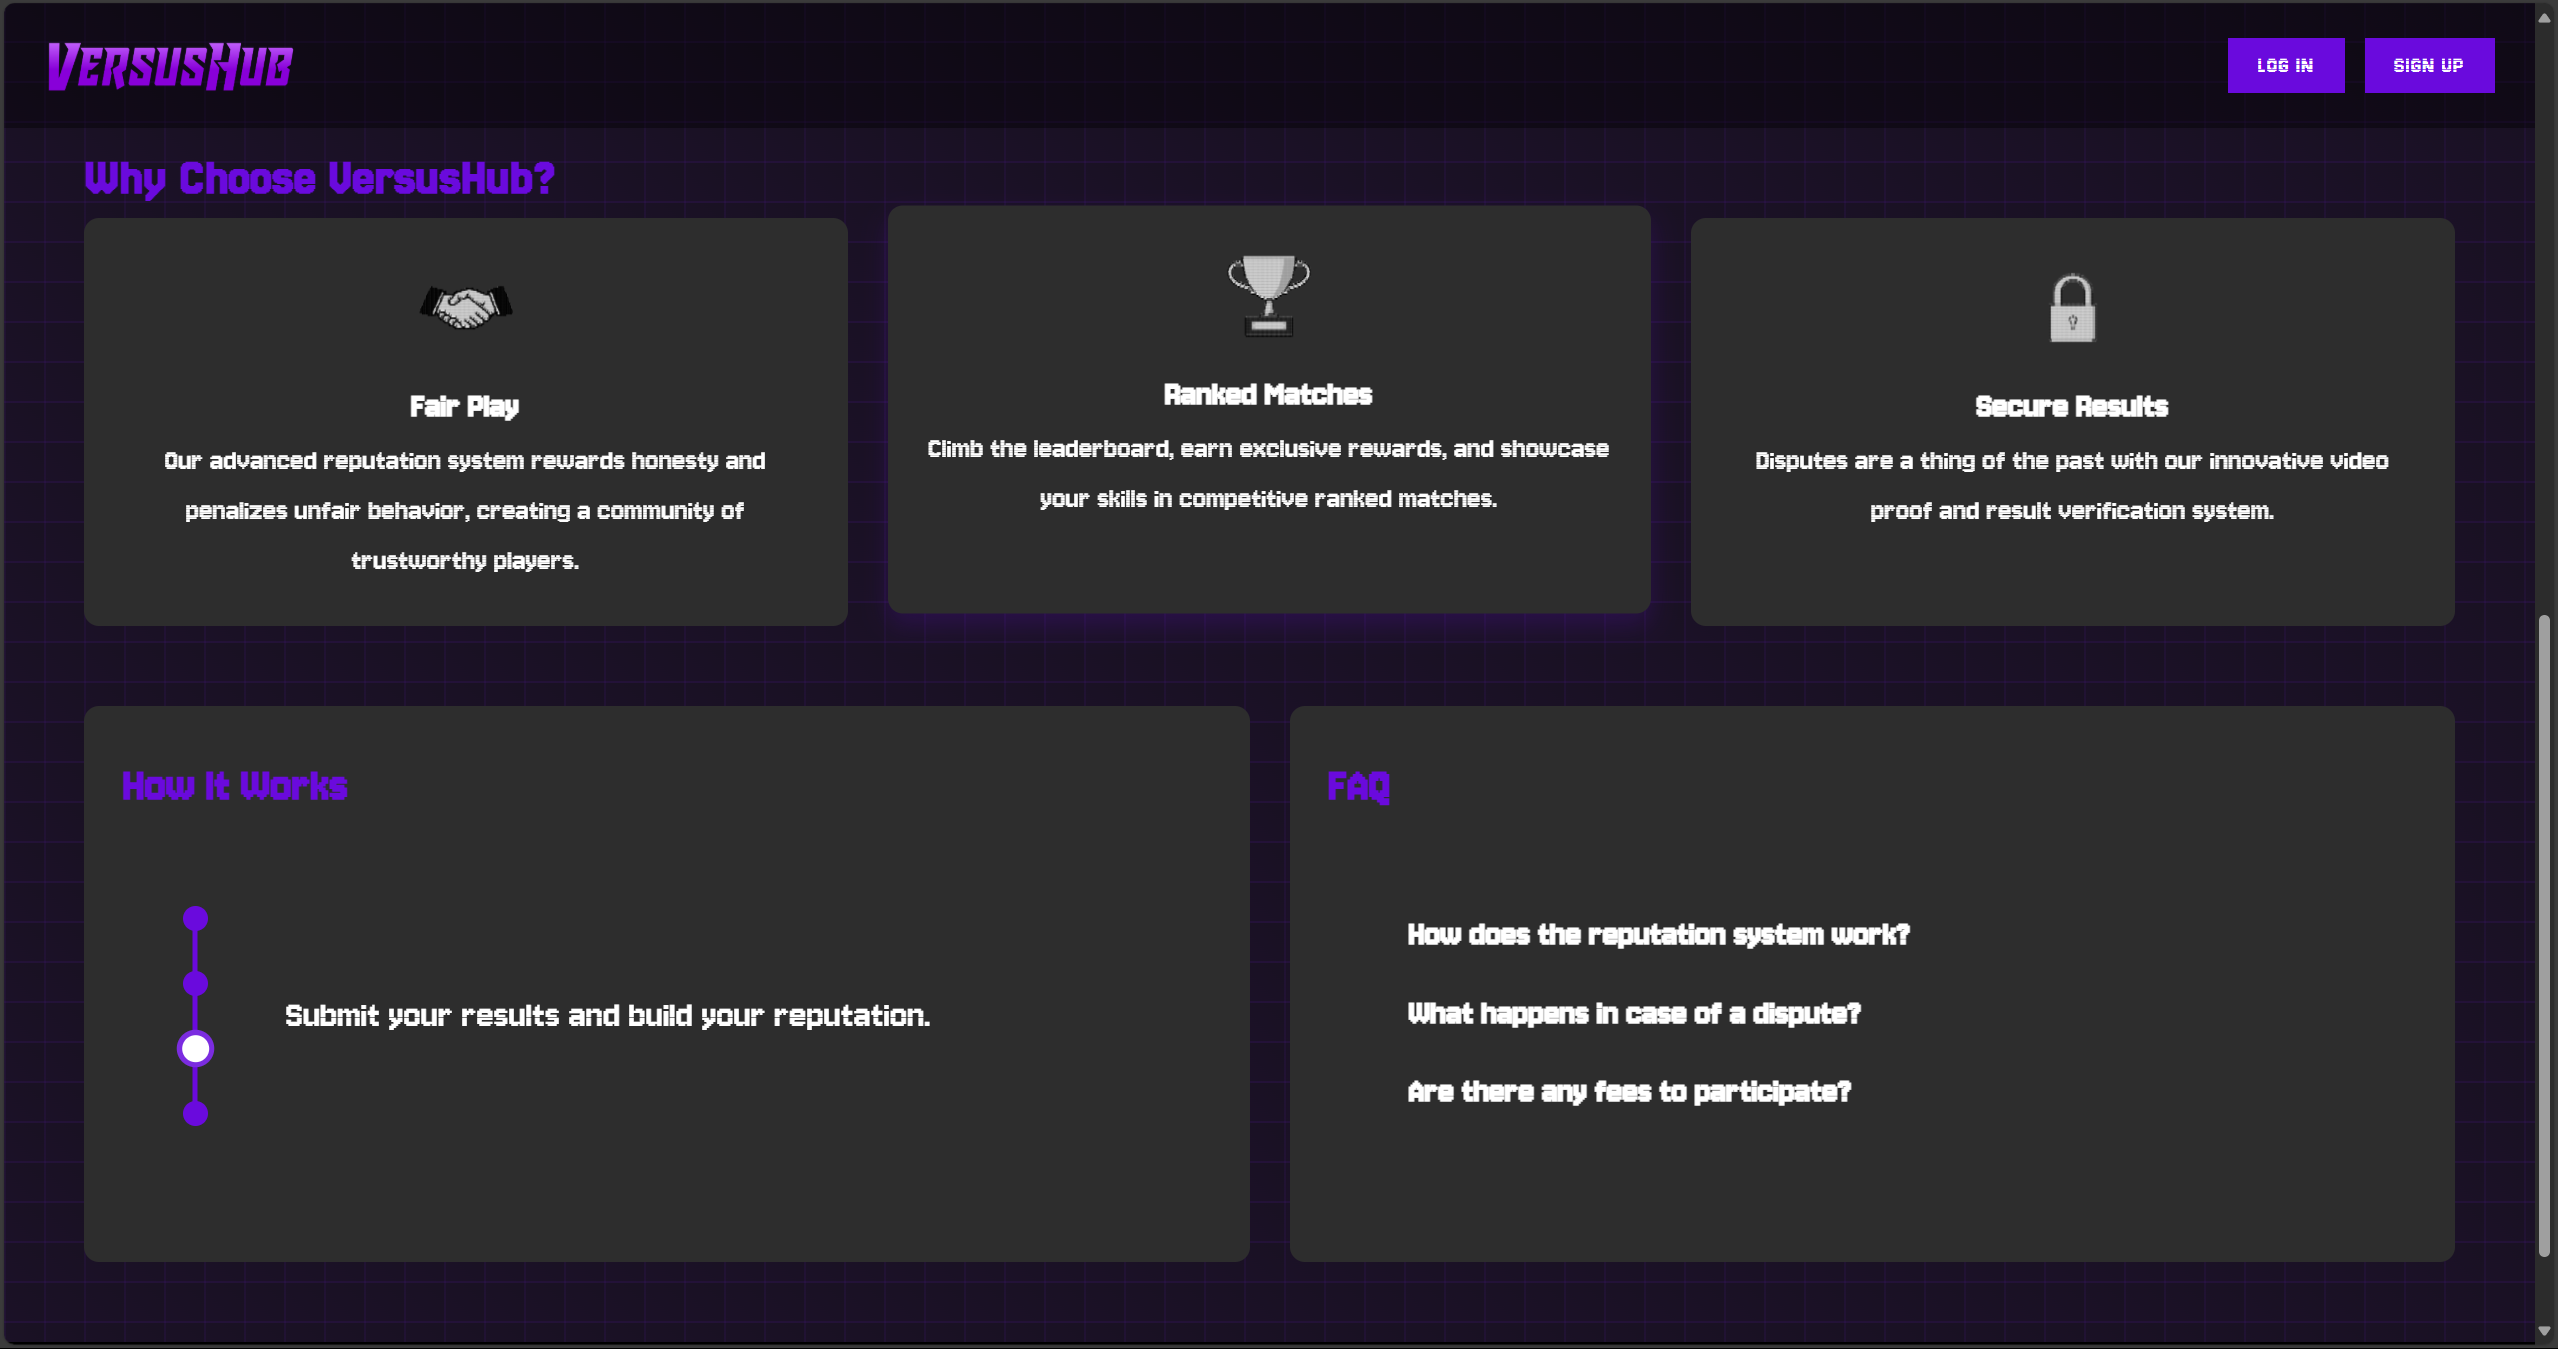 VersusHub
LOG IN
SIGN UP
Why Choose VersusHub?
Fair Play
Our advanced reputation system rewards honesty and
penalizes unfair behavior, creating a community of
trustworthy players.
Ranked Matches
Climb the leaderboard, earn exclusive rewards, and showcase
your skills in competitive ranked matches.
Secure Results
Disputes are a thing of the past with our innovative video
proof and result verification system.
How It Works
Submit your results and build your reputation.
FAQ
How does the reputation system work?
What happens in case of a dispute?
Are there any fees to participate?